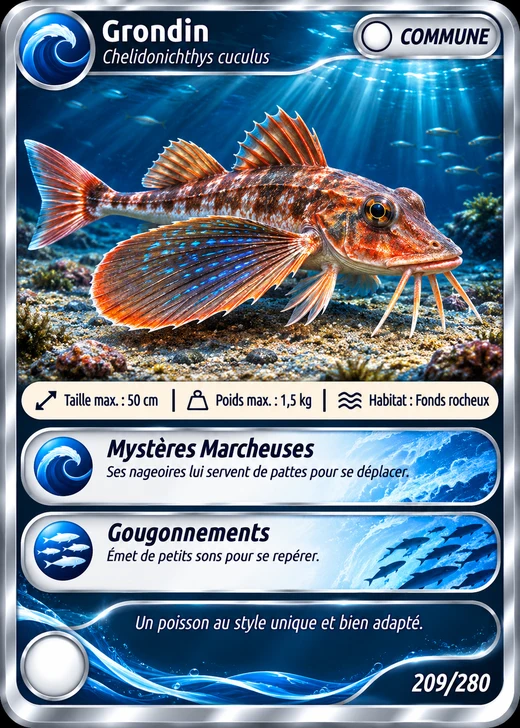 Grondin
Chelidonichthys cuculus
COMMUNE
Taille max. : 50 cm
Poids max. : 1,5 kg
Habitat : Fonds rocheux
Mystères Marcheuses
Ses nageoires lui servent de pattes pour se déplacer.
Gougonnements
Émet de petits sons pour se repérer.
Un poisson au style unique et bien adapté.
209/280